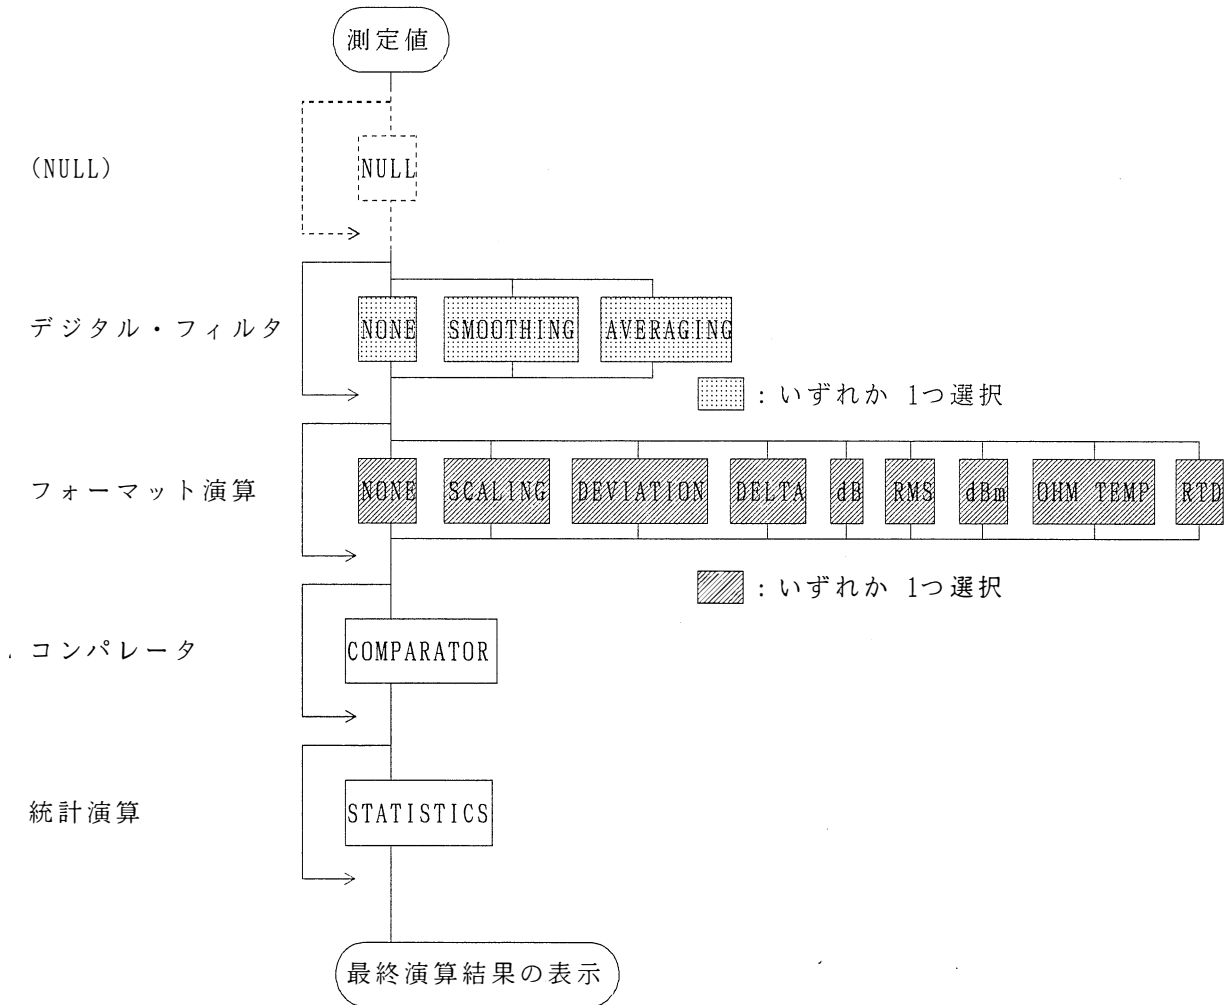 測定値
(NULL)
NULL
デジタル・フィルタ
NONE SMOOTHING AVERAGING
：いずれか 1つ選択
フォーマット演算
NONE SCALING DEVIATION DELTA dB RMS dBm OHM TEMP RTD
：いずれか 1つ選択
コンパレータ
COMPARATOR
統計演算
STATISTICS
最終演算結果の表示